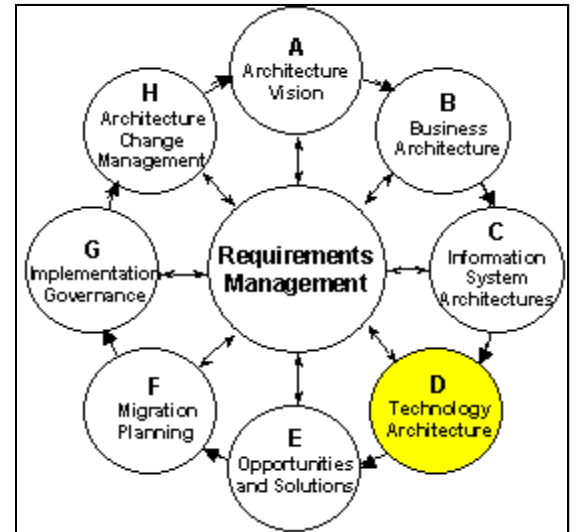 A
Architecture
Vision
B
Business
Architecture
C
Information
System
Architectures
D
Technology
Architecture
E
Opportunities
and Solutions
F
Migration
Planning
G
Implementation
Governance
H
Architecture
Change
Management
Requirements
Management